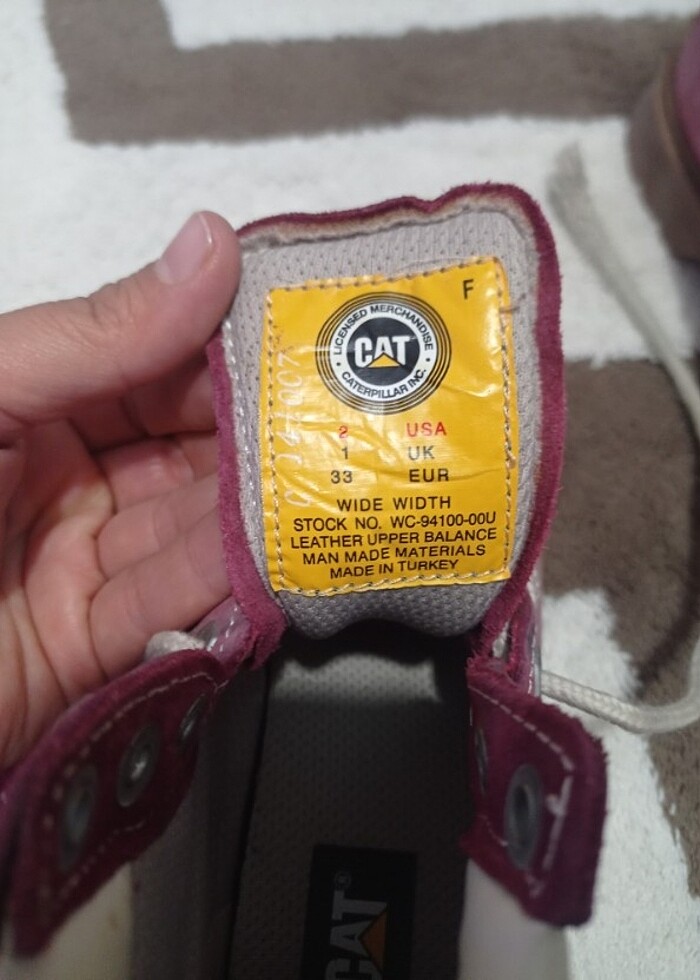 F
LICENSED MERCHANDISE
CAT
CATERPILLAR INC.
2 USA
1 UK
33 EUR
WIDE WIDTH
STOCK NO. WC-94100-00U
LEATHER UPPER BALANCE
MAN MADE MATERIALS
MADE IN TURKEY
CAT®